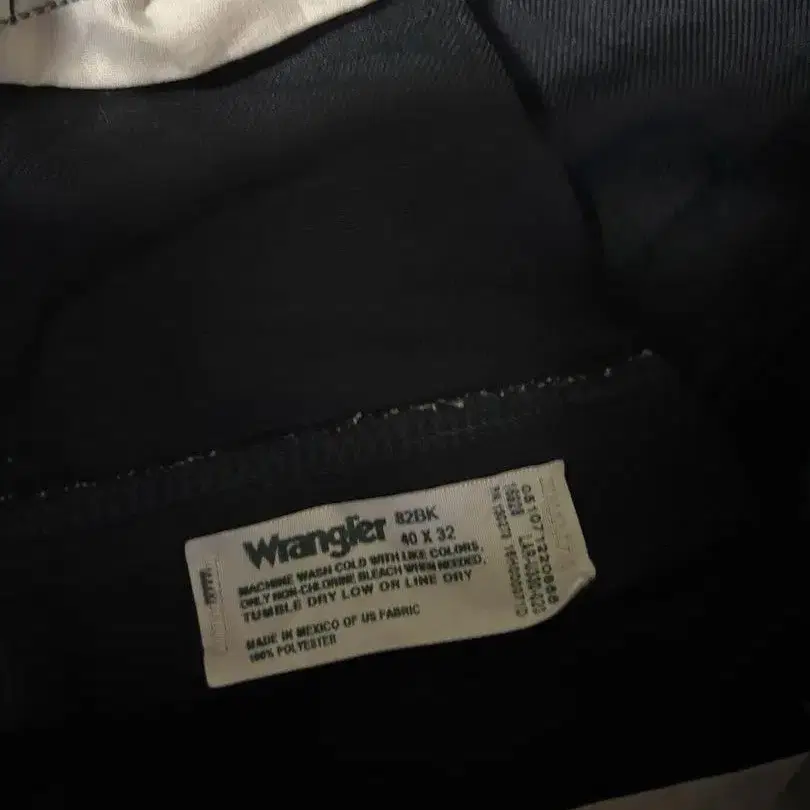 Wrangler 82BK
40 X 32
MACHINE WASH COLD WITH LIKE COLORS.
ONLY NON-CHLORINE BLEACH WHEN NEEDED.
TUMBLE DRY LOW OR LINE DRY
MADE IN MEXICO OF US FABRIC
100% POLYESTER